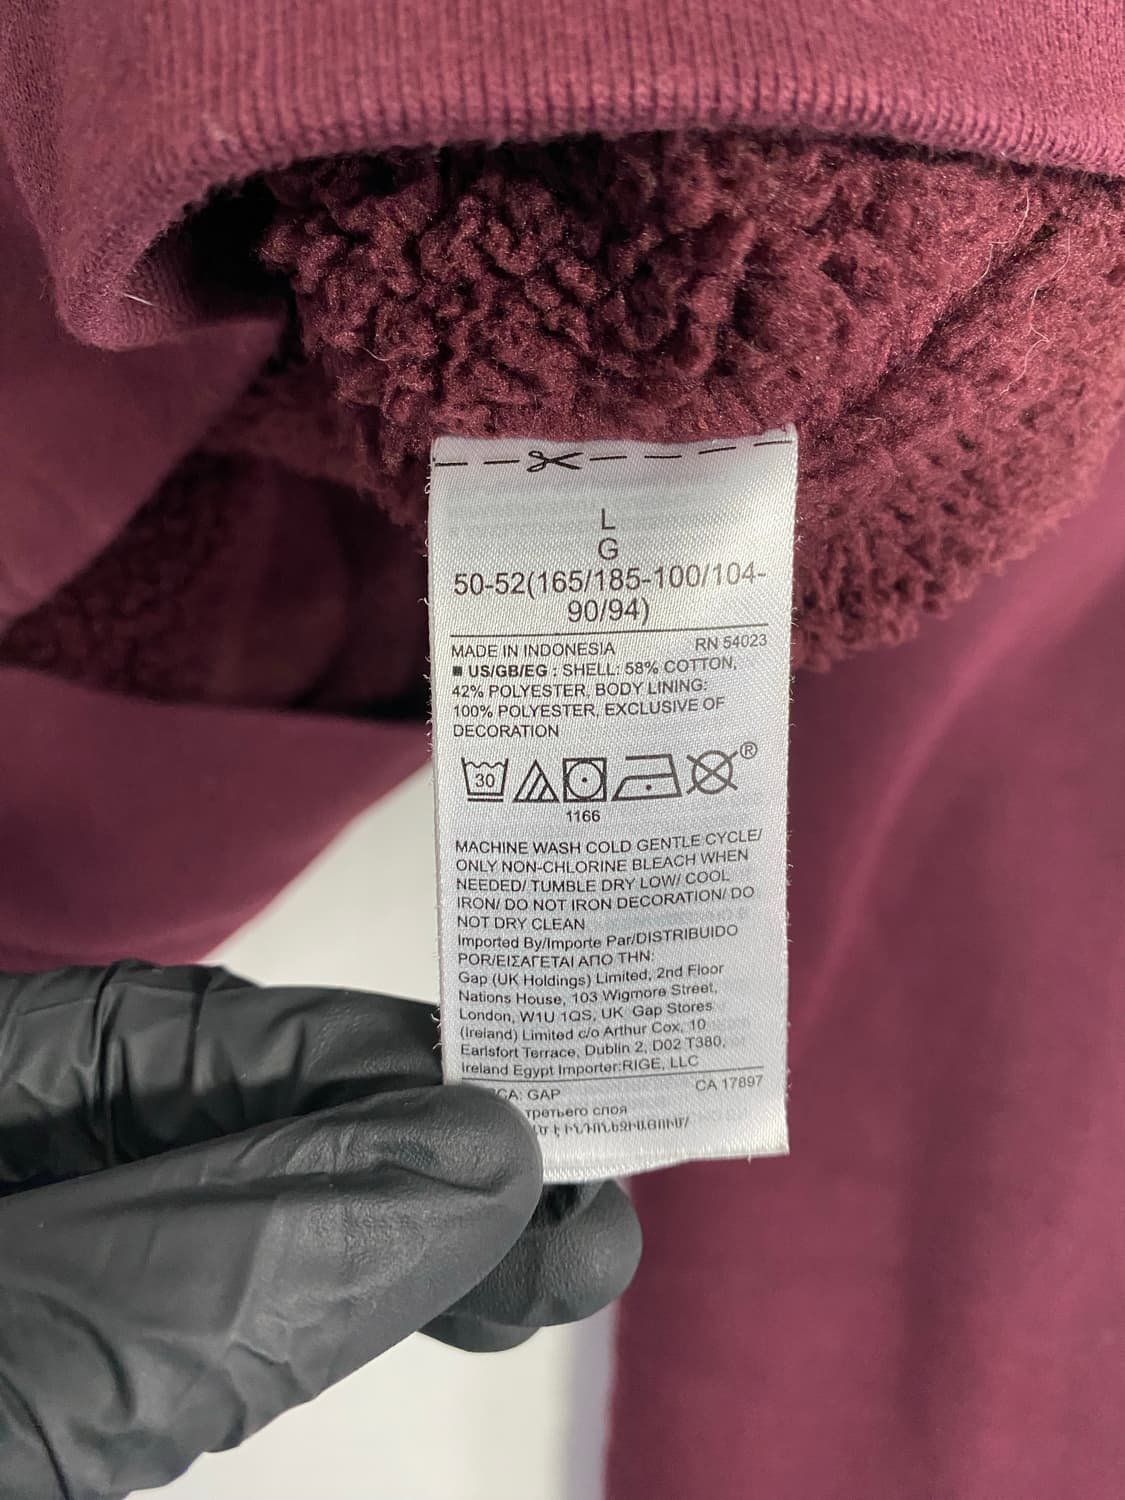 L
G
50-52(165/185-100/104-
90/94)
MADE IN INDONESIA RN 54023
■ US/GB/EG : SHELL: 58% COTTON,
42% POLYESTER, BODY LINING:
100% POLYESTER, EXCLUSIVE OF
DECORATION
30 ®
1166
MACHINE WASH COLD GENTLE CYCLE/
ONLY NON-CHLORINE BLEACH WHEN
NEEDED/ TUMBLE DRY LOW/ COOL
IRON/ DO NOT IRON DECORATION/ DO
NOT DRY CLEAN
Imported By/Importe Par/DISTRIBUIDO
POR/ΕΙΣΑΓΕΤΑΙ ΑΠΟ ΤΗΝ:
Gap (UK Holdings) Limited, 2nd Floor
Nations House, 103 Wigmore Street,
London, W1U 1QS, UK Gap Stores
(Ireland) Limited c/o Arthur Cox, 10
Earlsfort Terrace, Dublin 2, D02 T380,
Ireland Egypt Importer:RIGE, LLC
CA: GAP CA 17897
третьего слоя